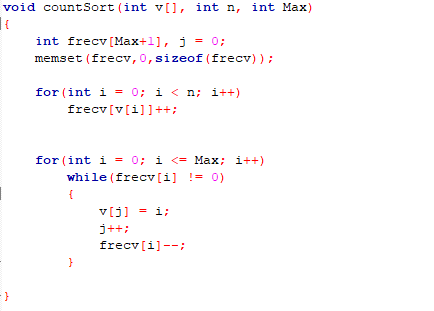 void countSort(int v[], int n, int Max)
{
    int frecv[Max+1], j = 0;
    memset(frecv,0,sizeof(frecv));

    for(int i = 0; i < n; i++)
        frecv[v[i]]++;


    for(int i = 0; i <= Max; i++)
        while(frecv[i] != 0)
        {
            v[j] = i;
            j++;
            frecv[i]--;
        }

}